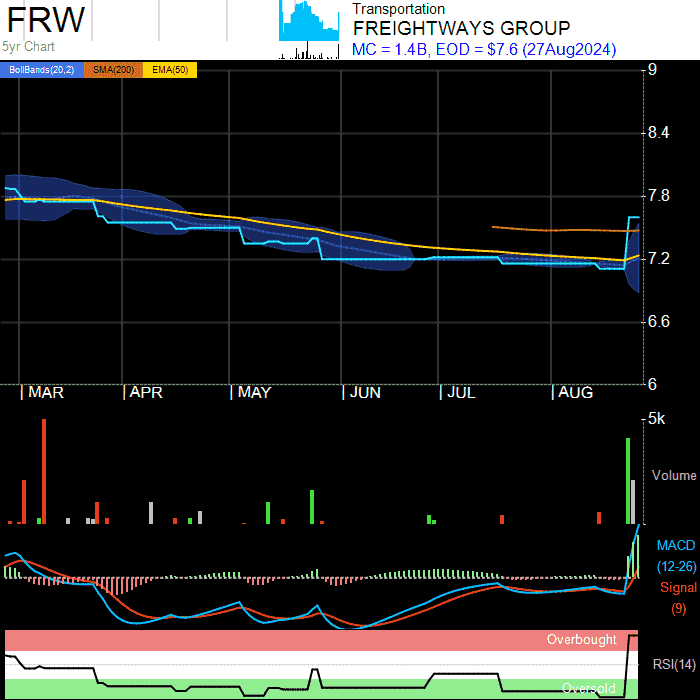 FRW
5yr Chart
Transportation
FREIGHTWAYS GROUP
MC = 1.4B, EOD = $7.6 (27Aug2024)
BollBands(20,2) SMA(200) EMA(50)
9
8.4
7.8
7.2
6.6
6
MAR APR MAY JUN JUL AUG
5k
Volume
MACD
(12-26)
Signal
(9)
Overbought
RSI(14)
Oversold